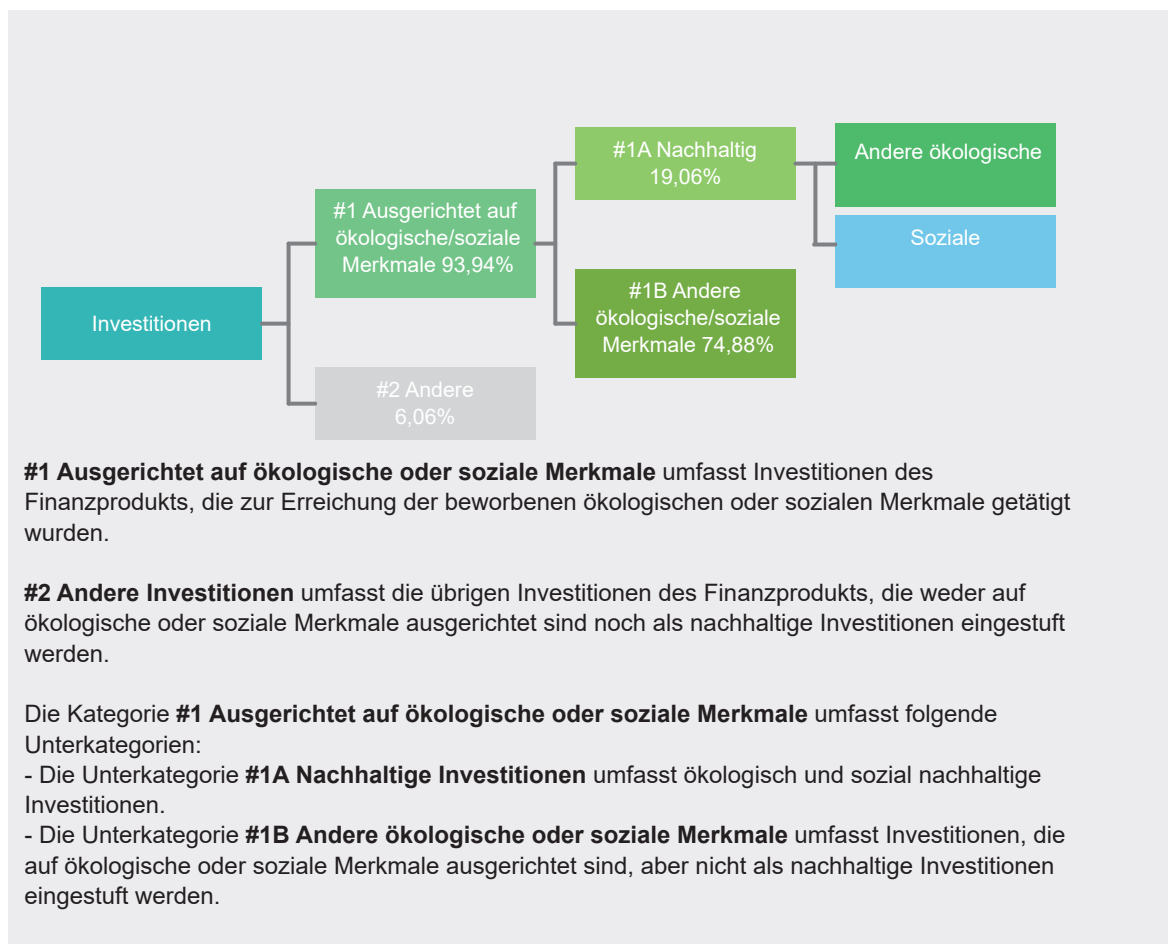 Investitionen
#1 Ausgerichtet auf
ökologische/soziale
Merkmale 93,94%
#2 Andere
6,06%
#1A Nachhaltig
19,06%
#1B Andere
ökologische/soziale
Merkmale 74,88%
Andere ökologische
Soziale
#1 Ausgerichtet auf ökologische oder soziale Merkmale umfasst Investitionen des
Finanzprodukts, die zur Erreichung der beworbenen ökologischen oder sozialen Merkmale getätigt
wurden.
#2 Andere Investitionen umfasst die übrigen Investitionen des Finanzprodukts, die weder auf
ökologische oder soziale Merkmale ausgerichtet sind noch als nachhaltige Investitionen eingestuft
werden.
Die Kategorie #1 Ausgerichtet auf ökologische oder soziale Merkmale umfasst folgende
Unterkategorien:
- Die Unterkategorie #1A Nachhaltige Investitionen umfasst ökologisch und sozial nachhaltige
Investitionen.
- Die Unterkategorie #1B Andere ökologische oder soziale Merkmale umfasst Investitionen, die
auf ökologische oder soziale Merkmale ausgerichtet sind, aber nicht als nachhaltige Investitionen
eingestuft werden.